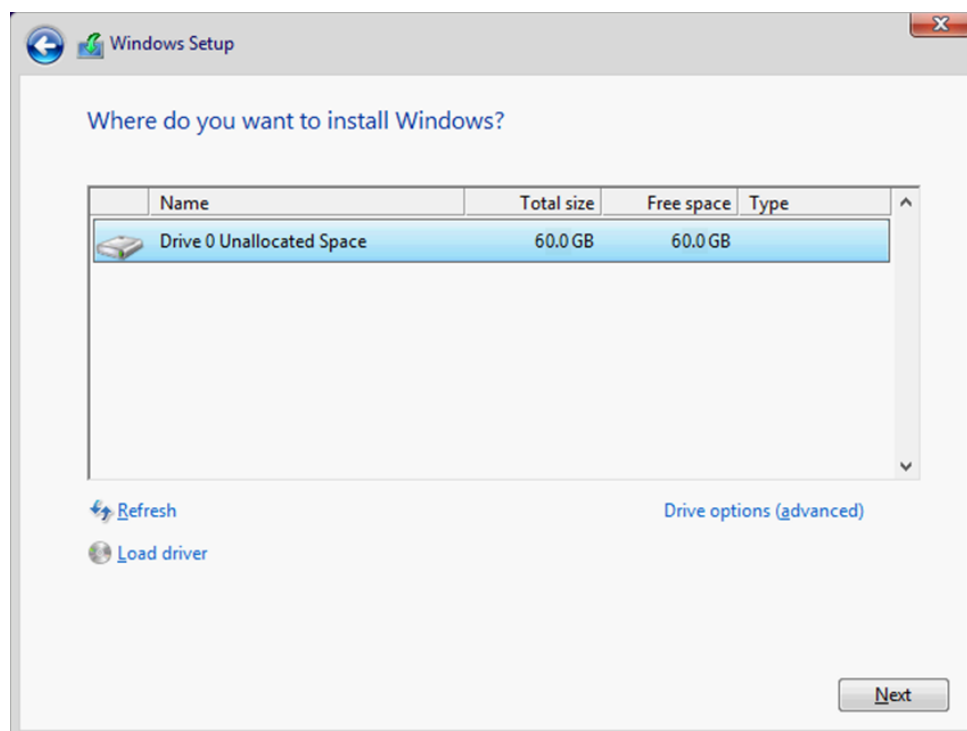 Windows Setup
Where do you want to install Windows?
Name Total size Free space Type
Drive 0 Unallocated Space 60.0 GB 60.0 GB
Refresh Drive options (advanced)
Load driver
Next